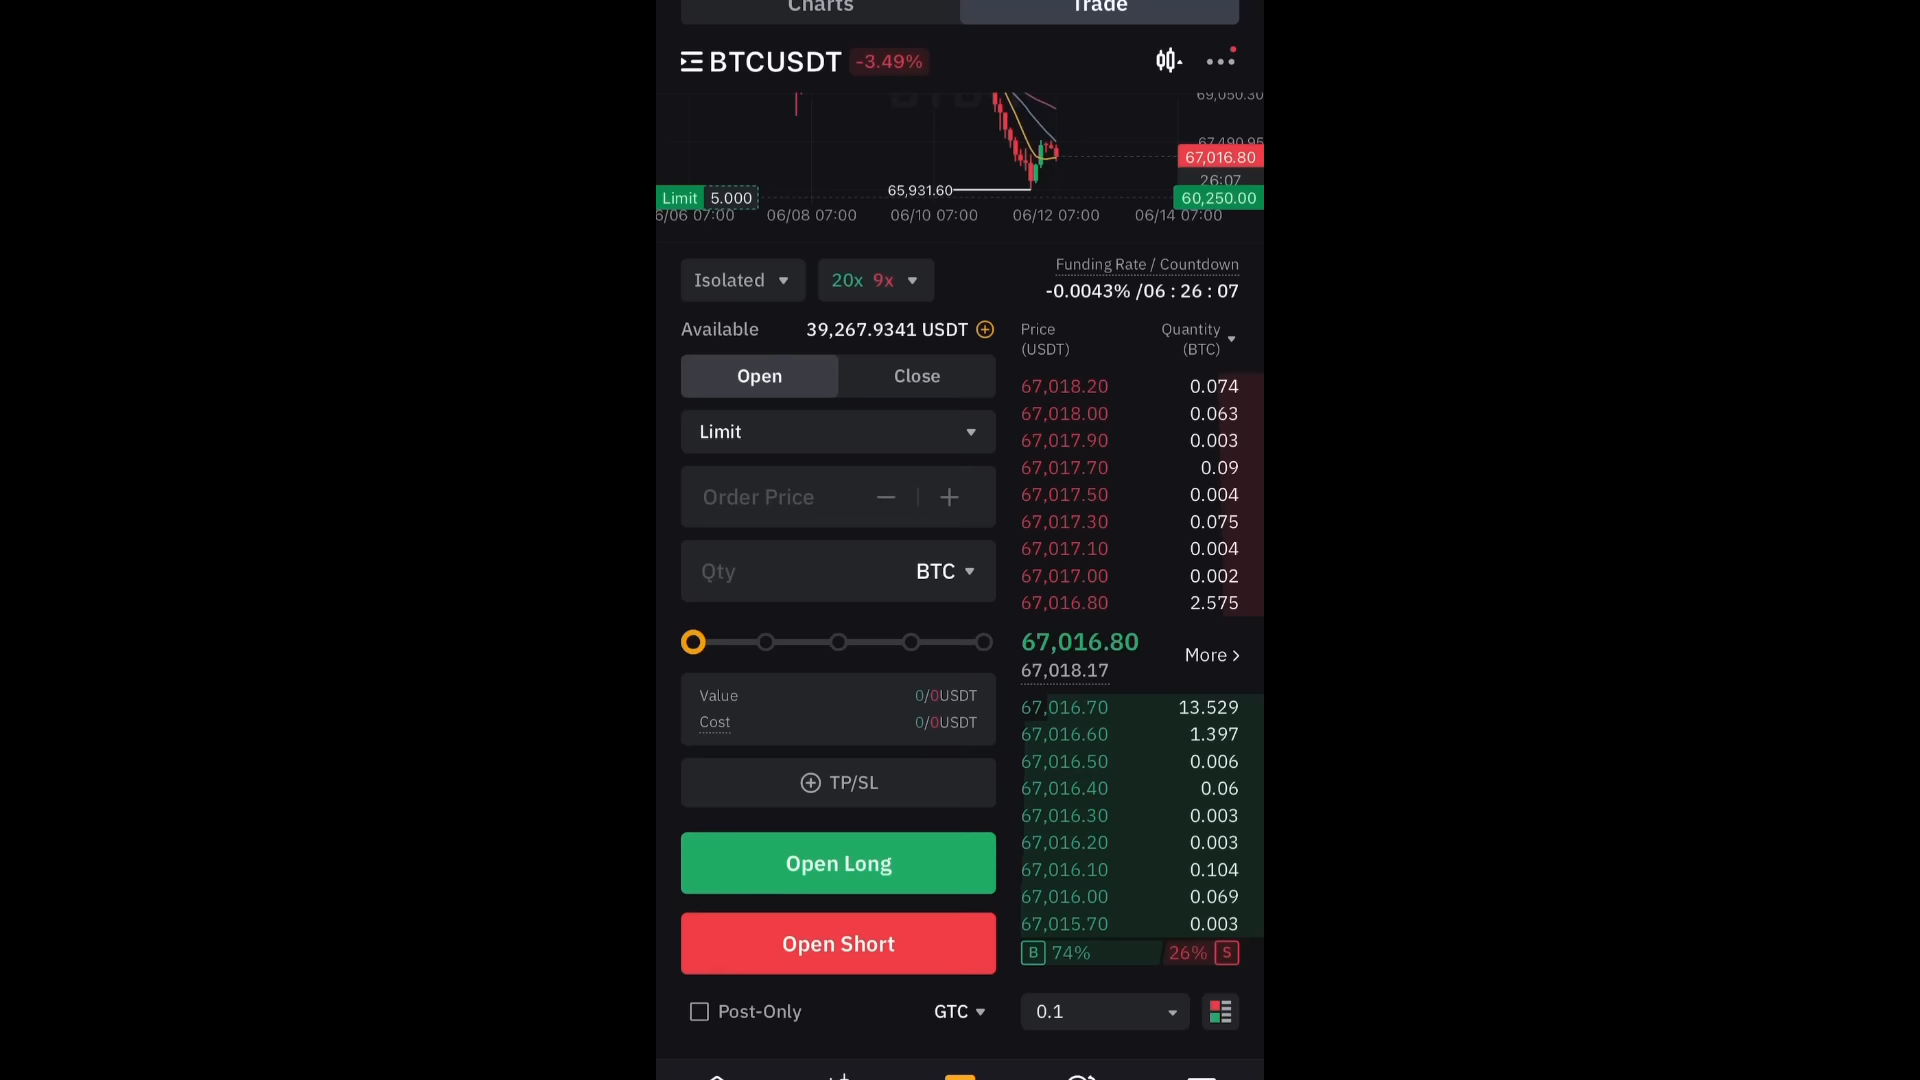 Charts Trade
BTCUSDT -3.49%
69,050.30
67,490.95
67,016.80
26:07
65,931.60
Limit 5.000 60,250.00
6/06 07:00 06/08 07:00 06/10 07:00 06/12 07:00 06/14 07:00
Isolated 20x 9x
Funding Rate / Countdown
-0.0043% /06 : 26 : 07
Available 39,267.9341 USDT
Price Quantity
(USDT) (BTC)
Open Close
Limit
Order Price
Qty BTC
Value 0/0USDT
Cost 0/0USDT
TP/SL
Open Long
Open Short
Post-Only GTC
67,018.20 0.074
67,018.00 0.063
67,017.90 0.003
67,017.70 0.09
67,017.50 0.004
67,017.30 0.075
67,017.10 0.004
67,017.00 0.002
67,016.80 2.575
67,016.80
67,018.17
More
67,016.70 13.529
67,016.60 1.397
67,016.50 0.006
67,016.40 0.06
67,016.30 0.003
67,016.20 0.003
67,016.10 0.104
67,016.00 0.069
67,015.70 0.003
B 74% 26% S
0.1